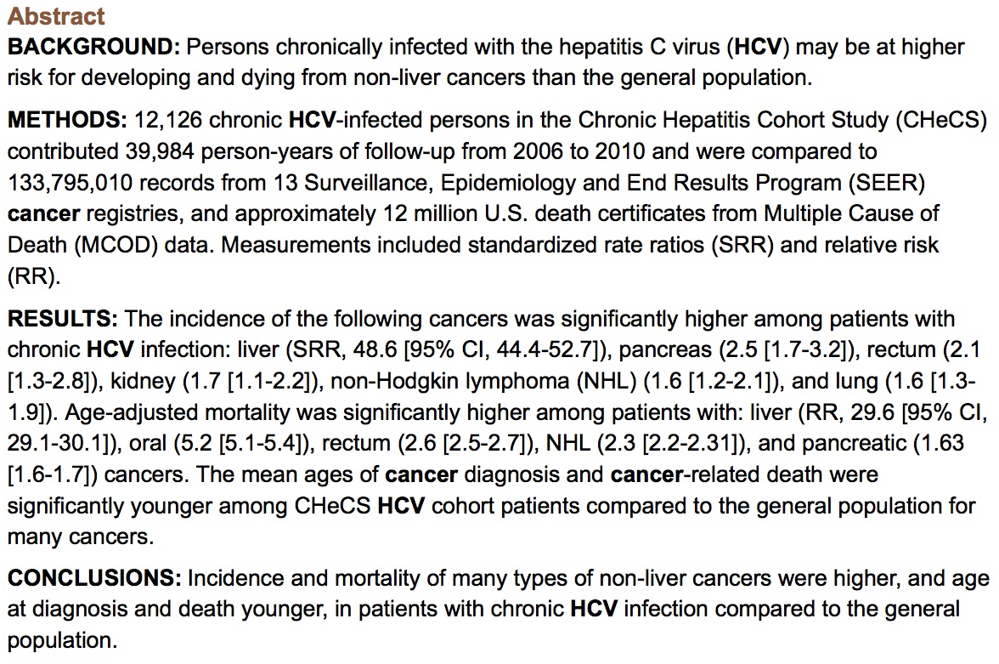 Abstract
BACKGROUND: Persons chronically infected with the hepatitis C virus (HCV) may be at higher
risk for developing and dying from non-liver cancers than the general population.
METHODS: 12,126 chronic HCV-infected persons in the Chronic Hepatitis Cohort Study (CHeCS)
contributed 39,984 person-years of follow-up from 2006 to 2010 and were compared to
133,795,010 records from 13 Surveillance, Epidemiology and End Results Program (SEER)
cancer registries, and approximately 12 million U.S. death certificates from Multiple Cause of
Death (MCOD) data. Measurements included standardized rate ratios (SRR) and relative risk
(RR).
RESULTS: The incidence of the following cancers was significantly higher among patients with
chronic HCV infection: liver (SRR, 48.6 [95% CI, 44.4-52.7]), pancreas (2.5 [1.7-3.2]), rectum (2.1
[1.3-2.8]), kidney (1.7 [1.1-2.2]), non-Hodgkin lymphoma (NHL) (1.6 [1.2-2.1]), and lung (1.6 [1.3-
1.9]). Age-adjusted mortality was significantly higher among patients with: liver (RR, 29.6 [95% CI,
29.1-30.1]), oral (5.2 [5.1-5.4]), rectum (2.6 [2.5-2.7]), NHL (2.3 [2.2-2.31]), and pancreatic (1.63
[1.6-1.7]) cancers. The mean ages of cancer diagnosis and cancer-related death were
significantly younger among CHeCS HCV cohort patients compared to the general population for
many cancers.
CONCLUSIONS: Incidence and mortality of many types of non-liver cancers were higher, and age
at diagnosis and death younger, in patients with chronic HCV infection compared to the general
population.